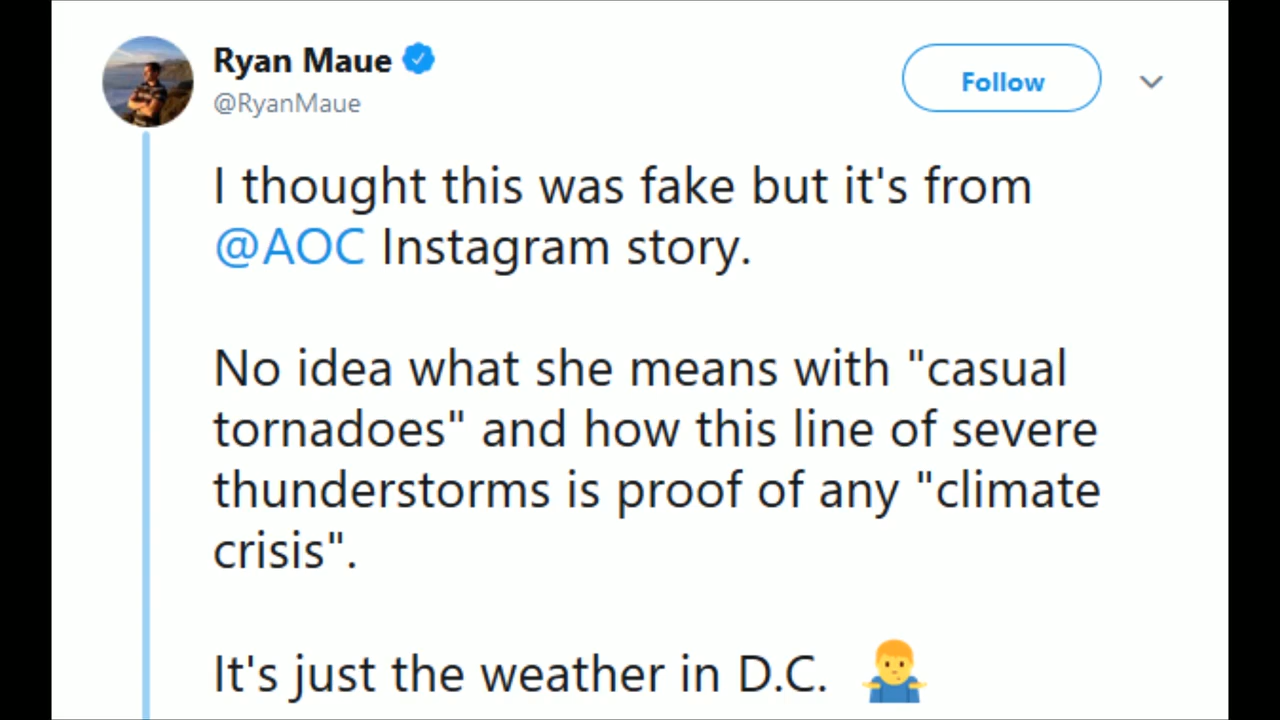 Ryan Maue
@RyanMaue
Follow
I thought this was fake but it's from
@AOC Instagram story.
No idea what she means with "casual
tornadoes" and how this line of severe
thunderstorms is proof of any "climate
crisis".
It's just the weather in D.C.